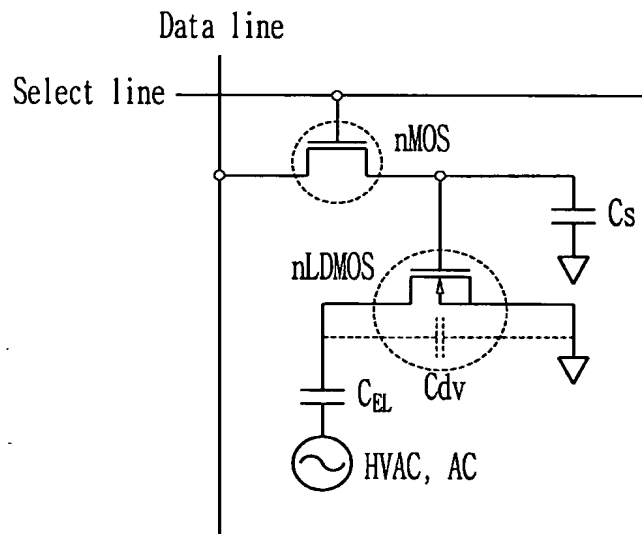 Data line
Select line
nMOS
Cs
nLDMOS
Cdv
CEL
HVAC, AC